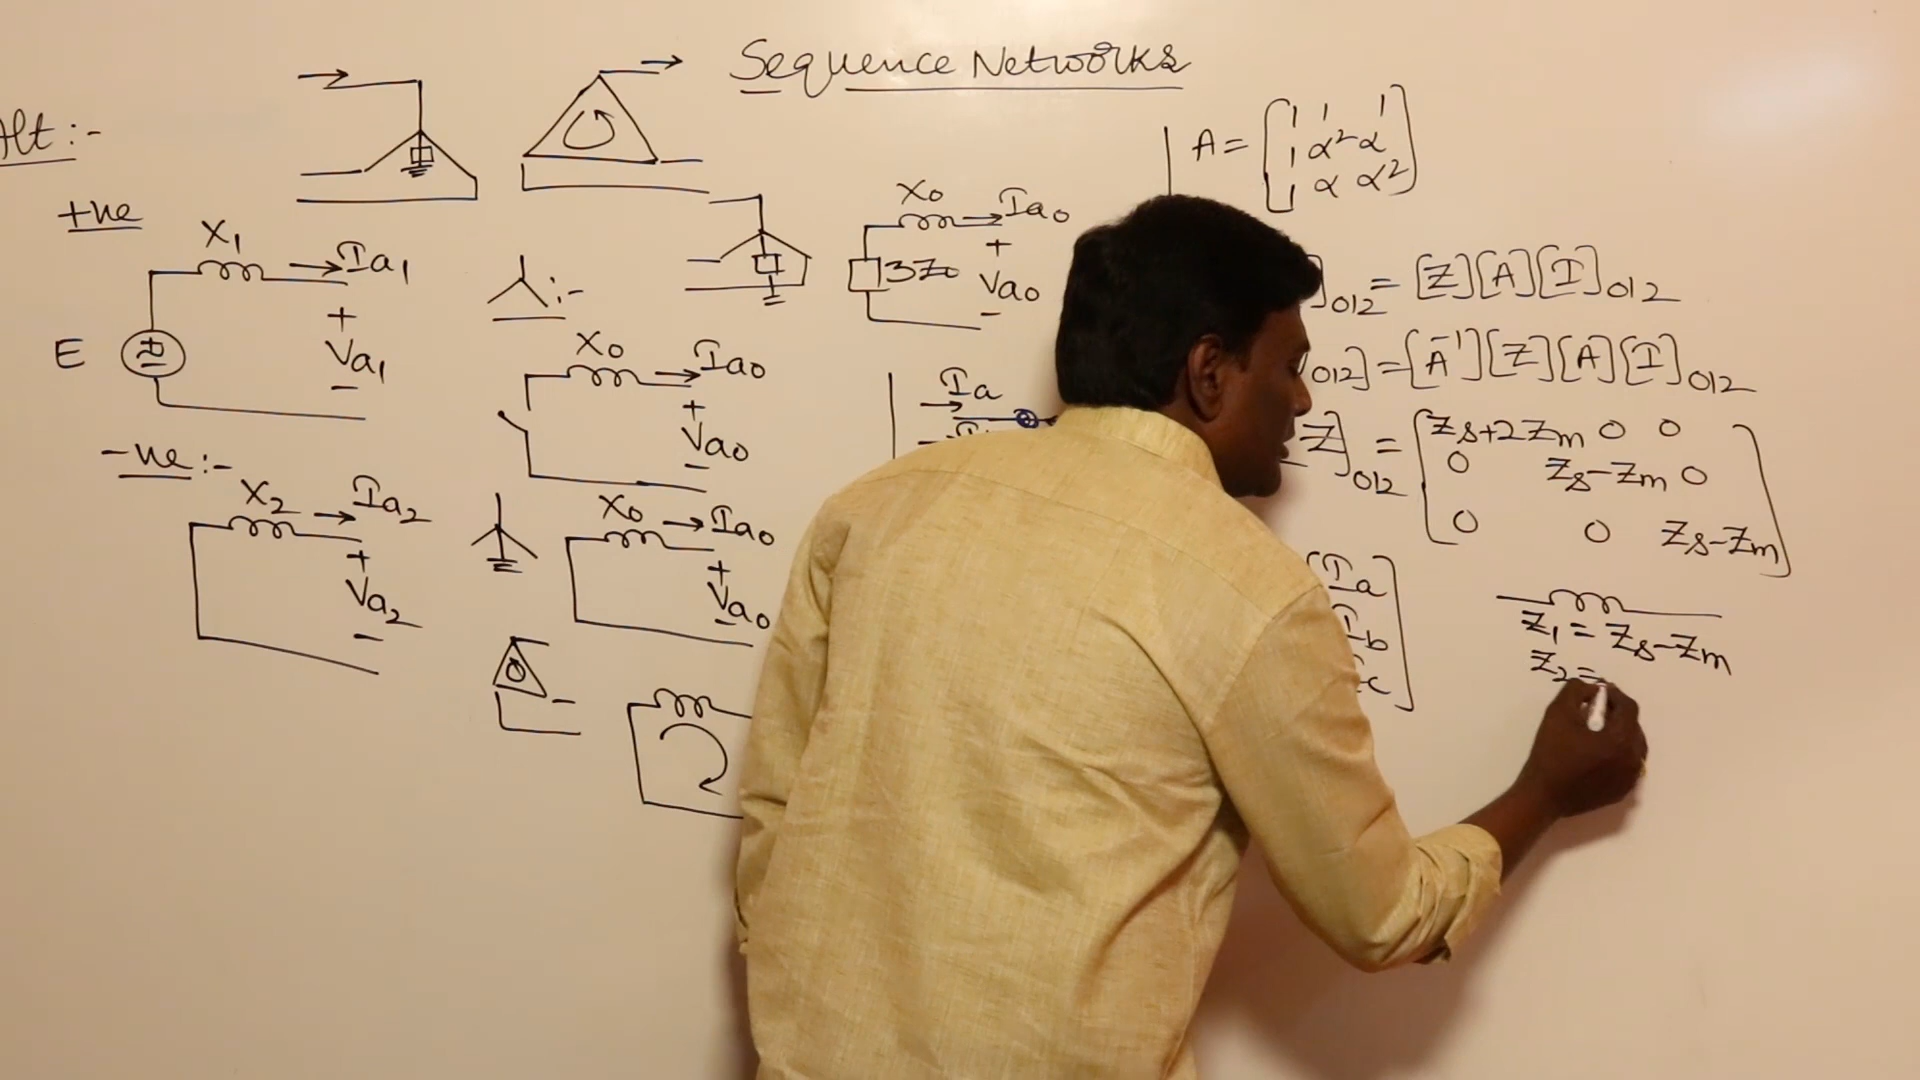 Sequence Networks
Alt:-
+ve
X1
Ia1
+
Va1
-
E
-ve:-
X2
Ia2
+
Va2
-
:-
X0
Ia0
+
Va0
-
X0
Ia0
+
Va0
-
X0
Ia0
3Z0
+
Va0
-
Ia
A = [1 1 1
1 α² α
1 α α²]
]012 = [Z][A][I]012
012] = [A⁻¹][Z][A][I]012
Z]012 = [Zs+2Zm 0 0
0 Zs-Zm 0
0 0 Zs-Zm]
Ia
Ib
c
Z1 = Zs-Zm
Z2 =